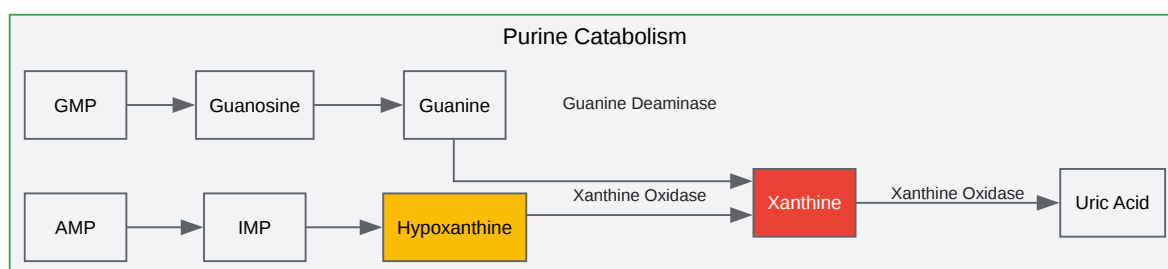 Purine Catabolism
GMP
Guanosine
Guanine
Guanine Deaminase
AMP
IMP
Hypoxanthine
Xanthine Oxidase
Xanthine
Xanthine Oxidase
Uric Acid